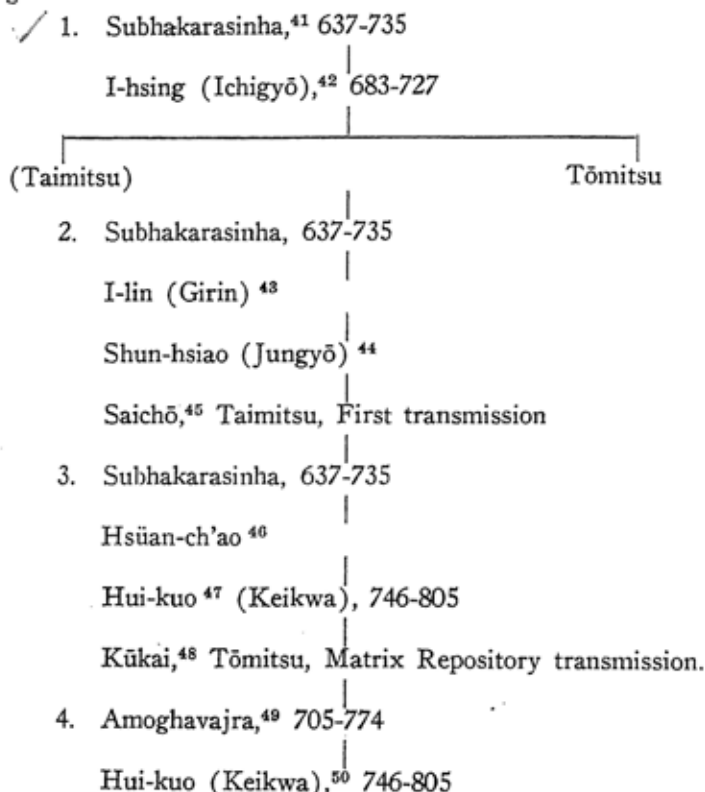 1. Subhakarasinha,⁴¹ 637-735
I-hsing (Ichigyō),⁴² 683-727
(Taimitsu) Tōmitsu
2. Subhakarasinha, 637-735
I-lin (Girin) ⁴³
Shun-hsiao (Jungyō) ⁴⁴
Saichō,⁴⁵ Taimitsu, First transmission
3. Subhakarasinha, 637-735
Hsüan-ch'ao ⁴⁶
Hui-kuo ⁴⁷ (Keikwa), 746-805
Kūkai,⁴⁸ Tōmitsu, Matrix Repository transmission.
4. Amoghavajra,⁴⁹ 705-774
Hui-kuo (Keikwa),⁵⁰ 746-805